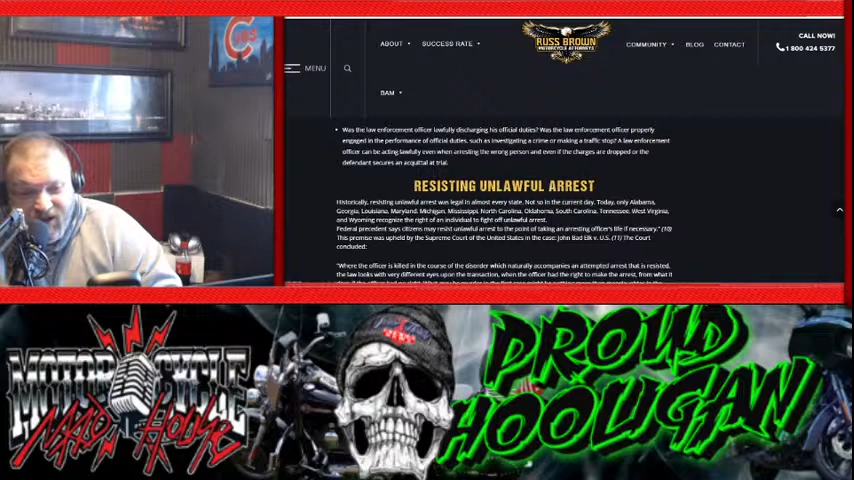 CUBS
RUSS BROWN
MOTORCYCLE ATTORNEYS
ABOUT
SUCCESS RATE
COMMUNITY
BLOG
CONTACT
CALL NOW!
1 800 424 5377
MENU
BAM
• Was the law enforcement officer lawfully discharging his official duties? Was the law enforcement officer properly
engaged in the performance of official duties, such as investigating a crime or making a traffic stop? A law enforcement
officer can be acting lawfully even when arresting the wrong person and even if the charges are dropped or the
defendant secures an acquittal at trial.
RESISTING UNLAWFUL ARREST
Historically, resisting unlawful arrest was legal in almost every state. Not so in the current day. Today, only Alabama,
Georgia, Louisiana, Maryland, Michigan, Mississippi, North Carolina, Oklahoma, South Carolina, Tennessee, West Virginia,
and Wyoming recognize the right of an individual to fight off unlawful arrest.
Federal precedent says citizens may resist unlawful arrest to the point of taking an arresting officer's life if necessary." (10)
This premise was upheld by the Supreme Court of the United States in the case: John Bad Elk v. U.S. (11) The Court
concluded:
"Where the officer is killed in the course of the disorder which naturally accompanies an attempted arrest that is resisted,
the law looks with very different eyes upon the transaction, when the officer had the right to make the arrest, from what it
MOTORCYCLE
MAD House
PROUD
HOOLIGAN